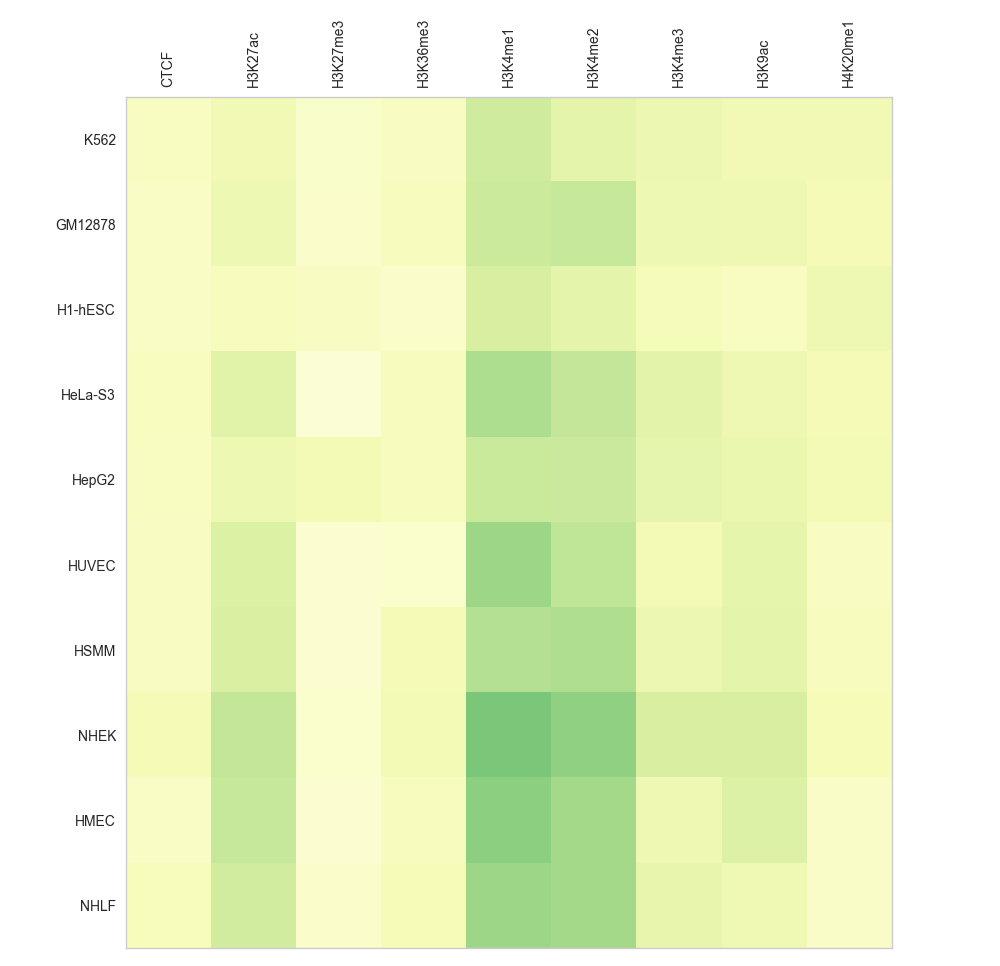 CTCF
H3K27ac
H3K27me3
H3K36me3
H3K4me1
H3K4me2
H3K4me3
H3K9ac
H4K20me1
K562
GM12878
H1-hESC
HeLa-S3
HepG2
HUVEC
HSMM
NHEK
HMEC
NHLF